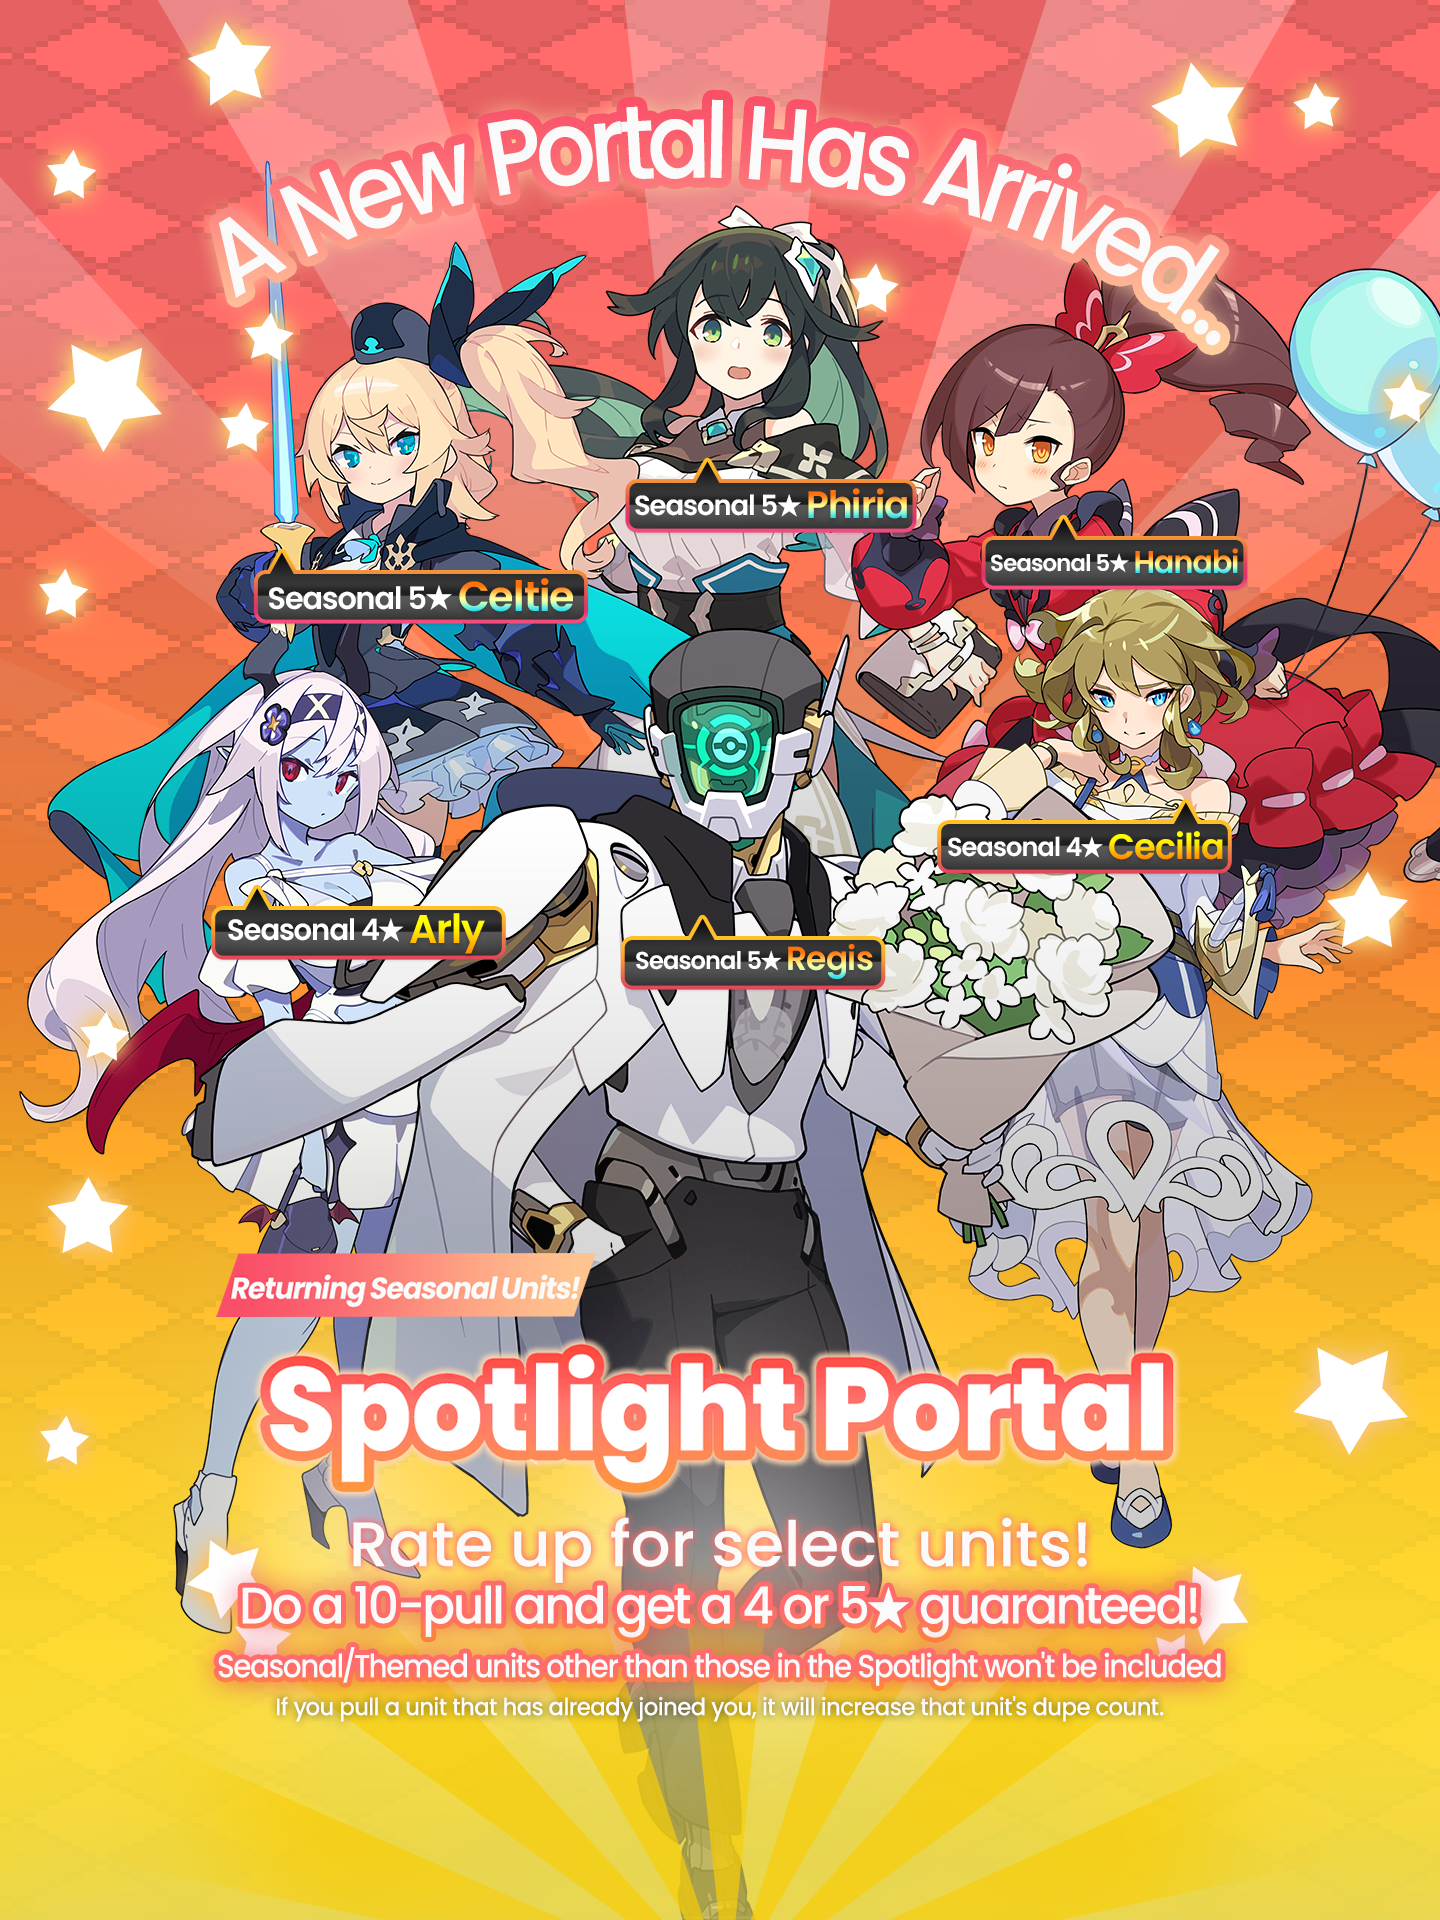 A New Portal Has Arrived...
Seasonal 5★ Phiria
Seasonal 5★ Hanabi
Seasonal 5★ Celtie
Seasonal 4★ Cecilia
Seasonal 4★ Arly
Seasonal 5★ Regis
Returning Seasonal Units!
Spotlight Portal
Rate up for select units!
Do a 10-pull and get a 4 or 5★ guaranteed!
Seasonal/Themed units other than those in the Spotlight won't be included
If you pull a unit that has already joined you, it will increase that unit's dupe count.